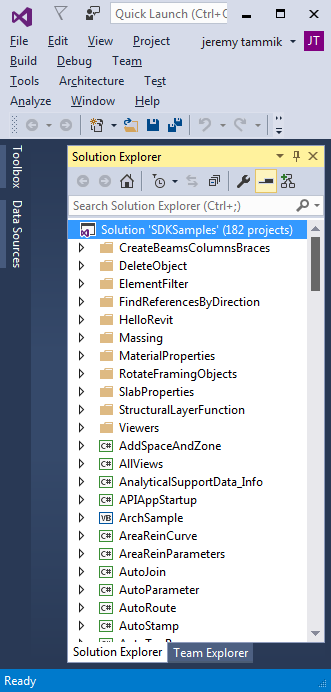 Quick Launch (Ctrl
File Edit View Project jeremy tammik JT
Build Debug Team
Tools Architecture Test
Analyze Window Help
Toolbox
Data Sources
Solution Explorer
Search Solution Explorer (Ctrl+;)
Solution 'SDKSamples' (182 projects)
CreateBeamsColumnsBraces
DeleteObject
ElementFilter
FindReferencesByDirection
HelloRevit
Massing
MaterialProperties
RotateFramingObjects
SlabProperties
StructuralLayerFunction
Viewers
C# AddSpaceAndZone
C# AllViews
C# AnalyticalSupportData_Info
C# APIAppStartup
VB ArchSample
C# AreaReinCurve
C# AreaReinParameters
C# AutoJoin
C# AutoParameter
C# AutoRoute
C# AutoStamp
Solution Explorer Team Explorer
Ready